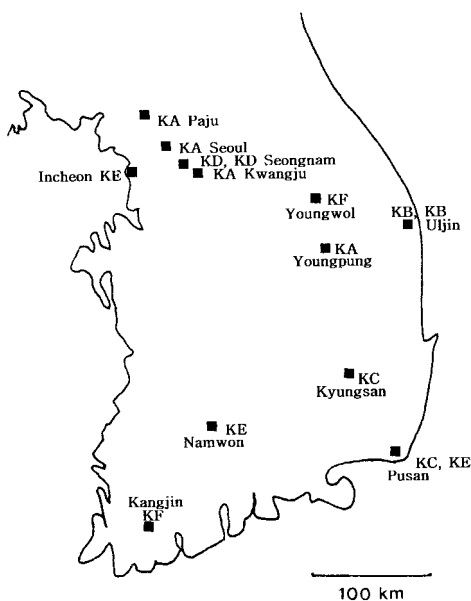 KA Paju
KA Seoul
KD, KD Seongnam
Incheon KE
KA Kwangju
KF
Youngwol
KB, KB
Uljin
KA
Youngpung
KC
Kyungsan
KE
Namwon
KC, KE
Pusan
Kangjin
KF
100 km